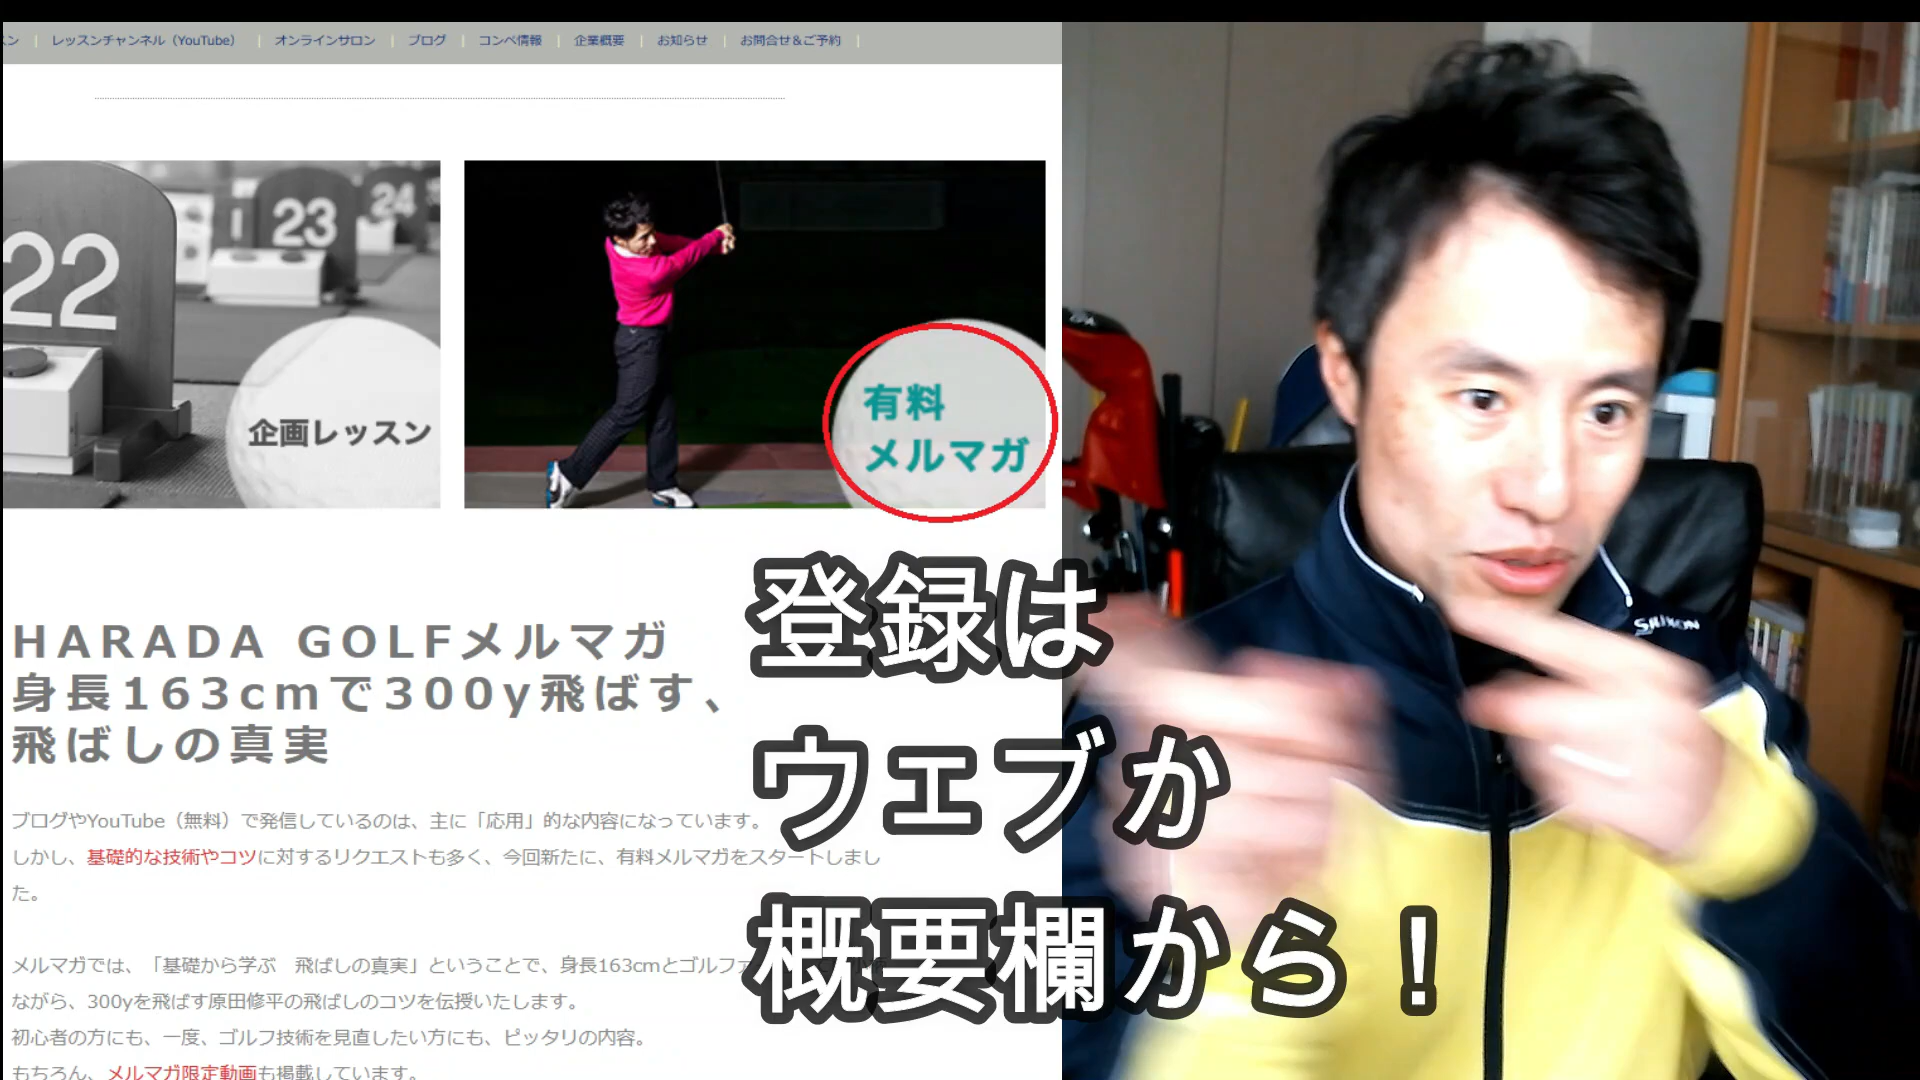 レッスンチャンネル（YouTube） | オンラインサロン | ブログ | コンペ情報 | 企業概要 | お知らせ | お問合せ＆ご予約 |
22
23
24
企画レッスン
有料
メルマガ
SRIXON
登録は
ウェブか
概要欄から！
HARADA GOLFメルマガ
身長163cmで300y飛ばす、
飛ばしの真実
ブログやYouTube（無料）で発信しているのは、主に「応用」的な内容になっています。
しかし、基礎的な技術やコツに対するリクエストも多く、今回新たに、有料メルマガをスタートしまし
た。
メルマガでは、「基礎から学ぶ　飛ばしの真実」ということで、身長163cmとゴルフ
ながら、300yを飛ばす原田修平の飛ばしのコツを伝授いたします。
初心者の方にも、一度、ゴルフ技術を見直したい方にも、ピッタリの内容。
もちろん、メルマガ限定動画も掲載しています。